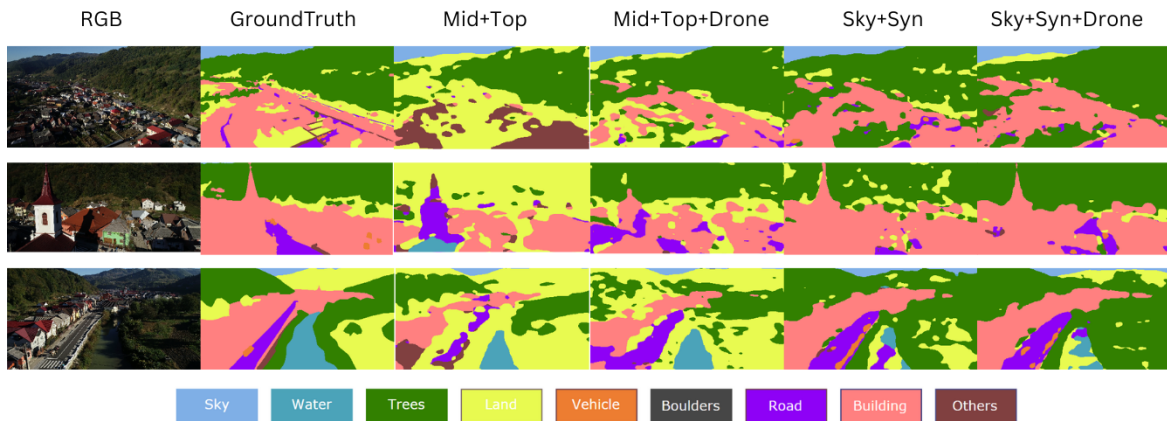 RGB GroundTruth Mid+Top Mid+Top+Drone Sky+Syn Sky+Syn+Drone
Sky Water Trees Land Vehicle Boulders Road Building Others